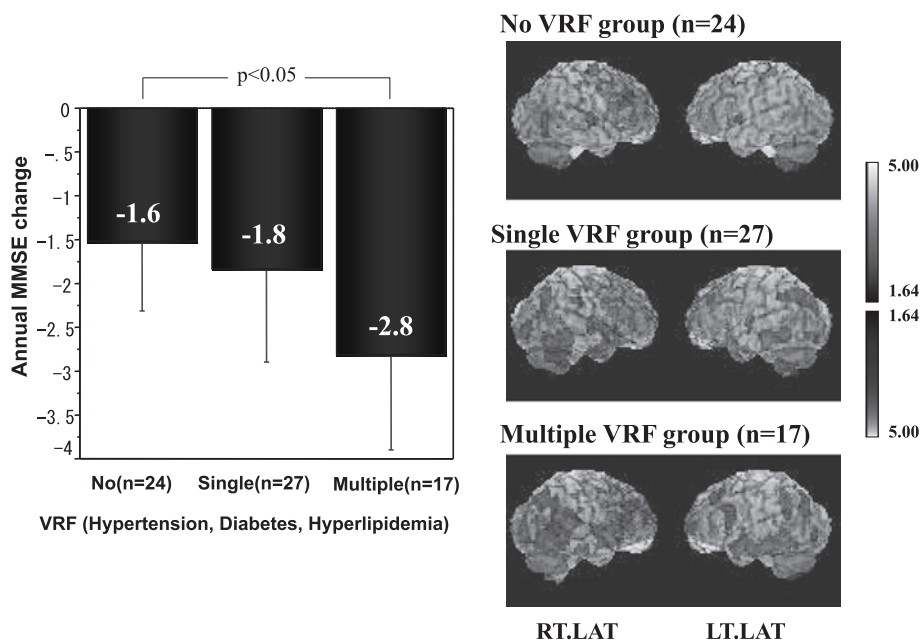 p<0.05
0
-.5
-1
-1.5
-2
-2.5
-3
-3.5
-4
Annual MMSE change
-1.6
-1.8
-2.8
No(n=24) Single(n=27) Multiple(n=17)
VRF (Hypertension, Diabetes, Hyperlipidemia)
No VRF group (n=24)
Single VRF group (n=27)
Multiple VRF group (n=17)
RT.LAT LT.LAT
5.00
1.64
1.64
5.00